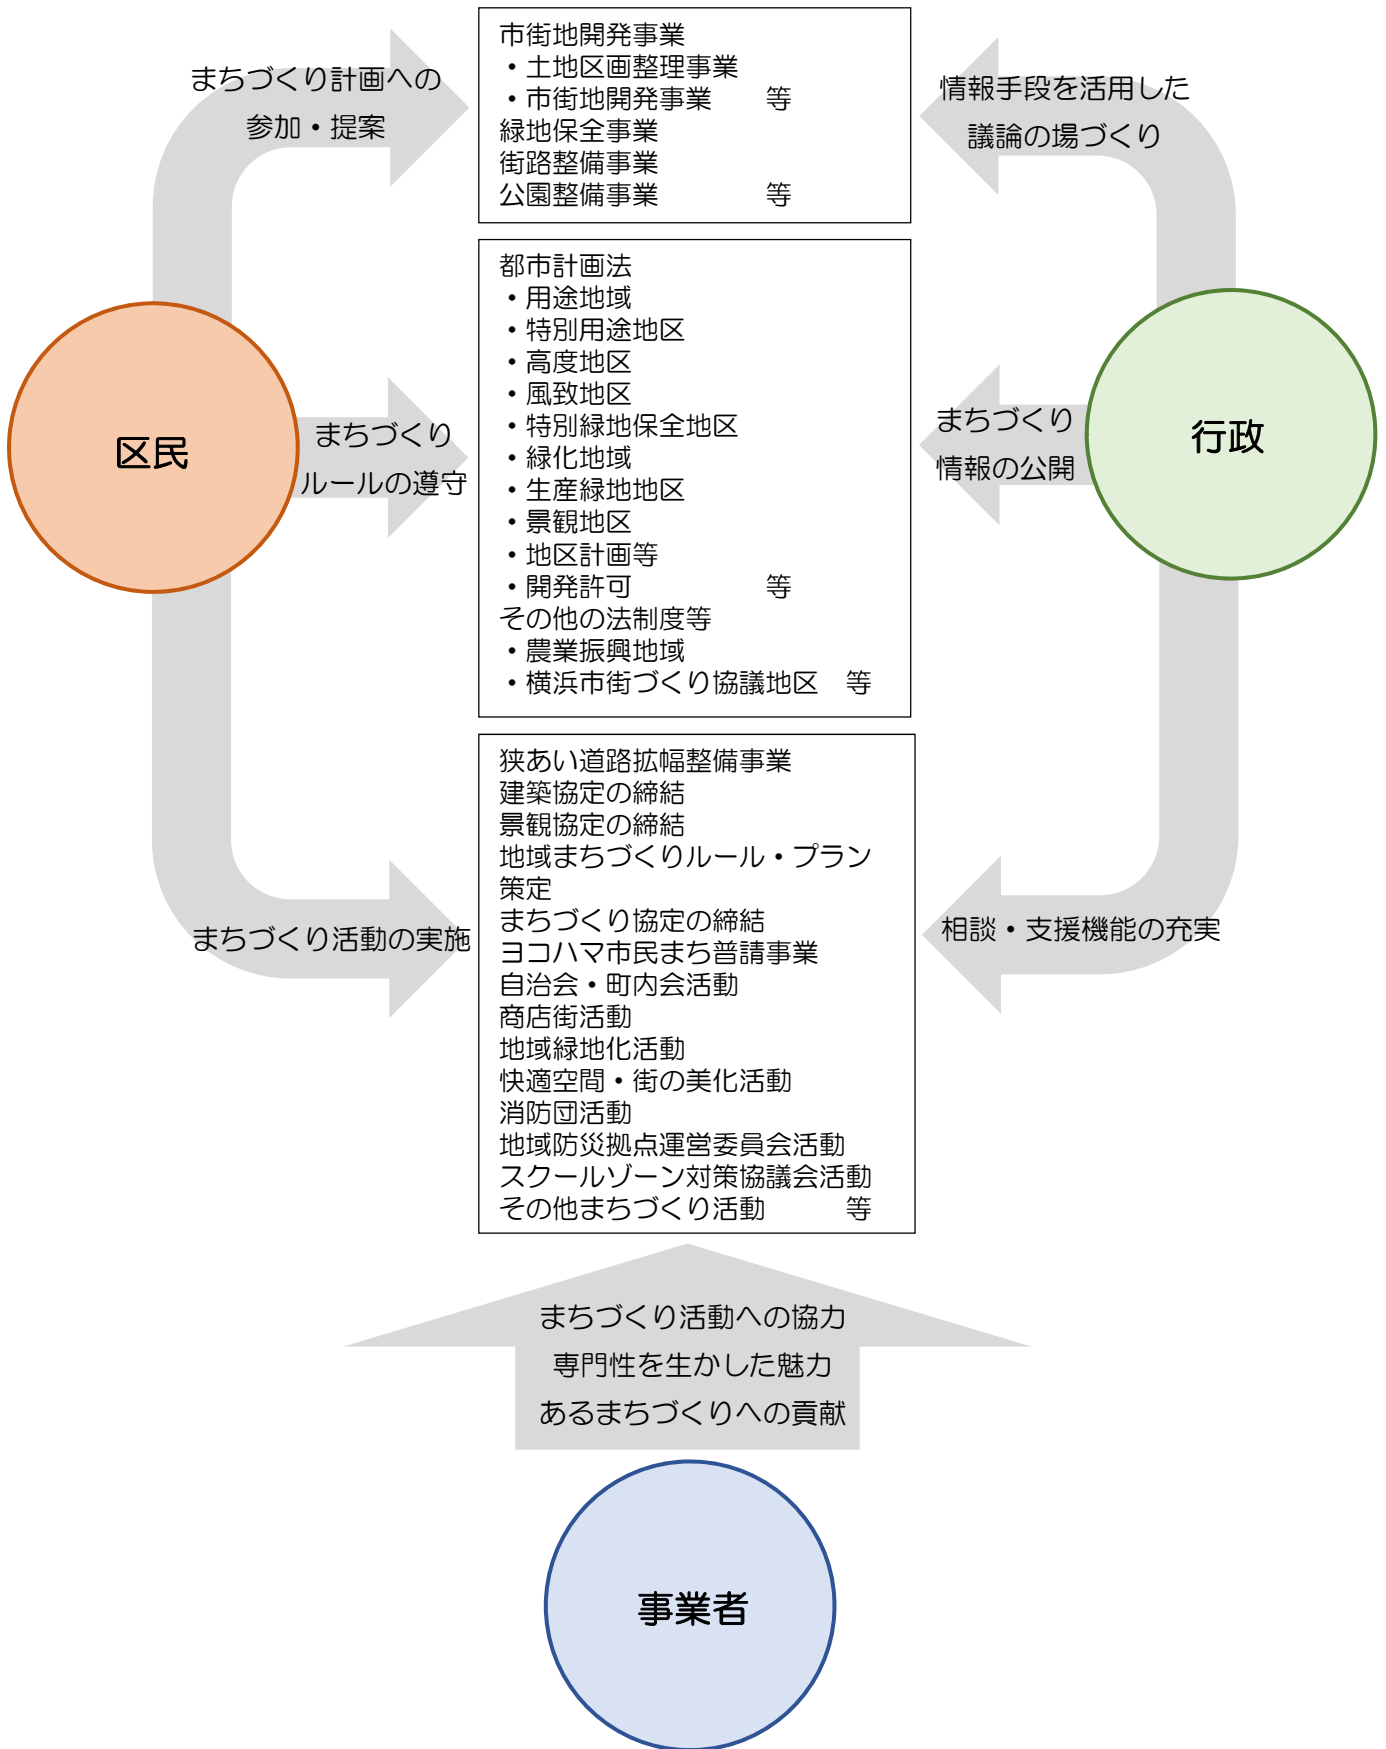 まちづくり計画への
参加・提案
市街地開発事業
・土地区画整理事業
・市街地開発事業　　等
緑地保全事業
街路整備事業
公園整備事業　　　　等
情報手段を活用した
議論の場づくり
区民
まちづくり
ルールの遵守
都市計画法
・用途地域
・特別用途地区
・高度地区
・風致地区
・特別緑地保全地区
・緑化地域
・生産緑地地区
・景観地区
・地区計画等
・開発許可　　　　　等
その他の法制度等
・農業振興地域
・横浜市街づくり協議地区　等
まちづくり
情報の公開
行政
まちづくり活動の実施
狭あい道路拡幅整備事業
建築協定の締結
景観協定の締結
地域まちづくりルール・プラン
策定
まちづくり協定の締結
ヨコハマ市民まち普請事業
自治会・町内会活動
商店街活動
地域緑地化活動
快適空間・街の美化活動
消防団活動
地域防災拠点運営委員会活動
スクールゾーン対策協議会活動
その他まちづくり活動　　　等
相談・支援機能の充実
まちづくり活動への協力
専門性を生かした魅力
あるまちづくりへの貢献
事業者